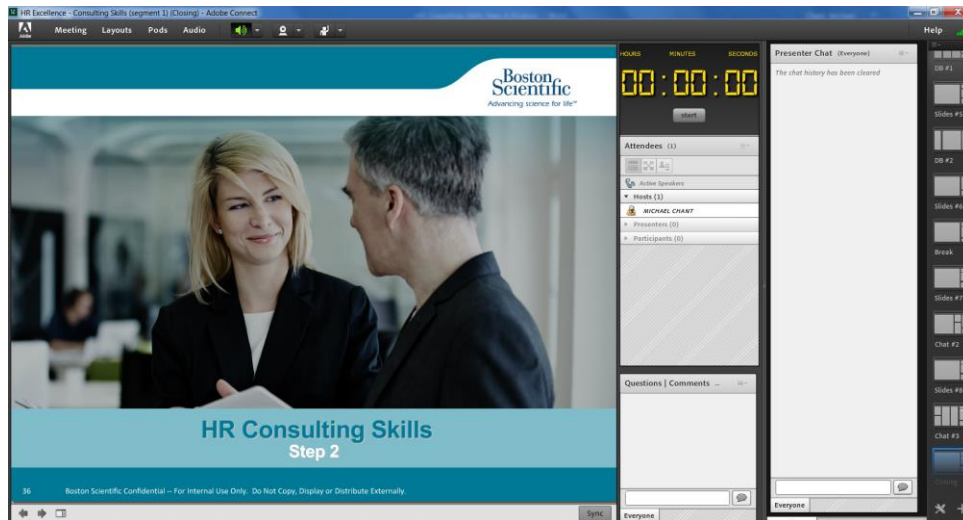 HR Excellence - Consulting Skills (segment 1) (Closing) - Adobe Connect
Adobe
Meeting Layouts Pods Audio
Help
Boston
Scientific
Advancing science for life™
HR Consulting Skills
Step 2
36 Boston Scientific Confidential -- For Internal Use Only. Do Not Copy, Display or Distribute Externally.
Sync
HOURS MINUTES SECONDS
00:00:00
start
Attendees (1)
Active Speakers
Hosts (1)
MICHAEL CHANT
Presenters (0)
Participants (0)
Questions | Comments ...
Everyone
Presenter Chat (Everyone)
The chat history has been cleared
Everyone
DB #1
Slides #5
DB #2
Slides #6
Break
Slides #7
Chat #2
Slides #8
Chat #3
Closing